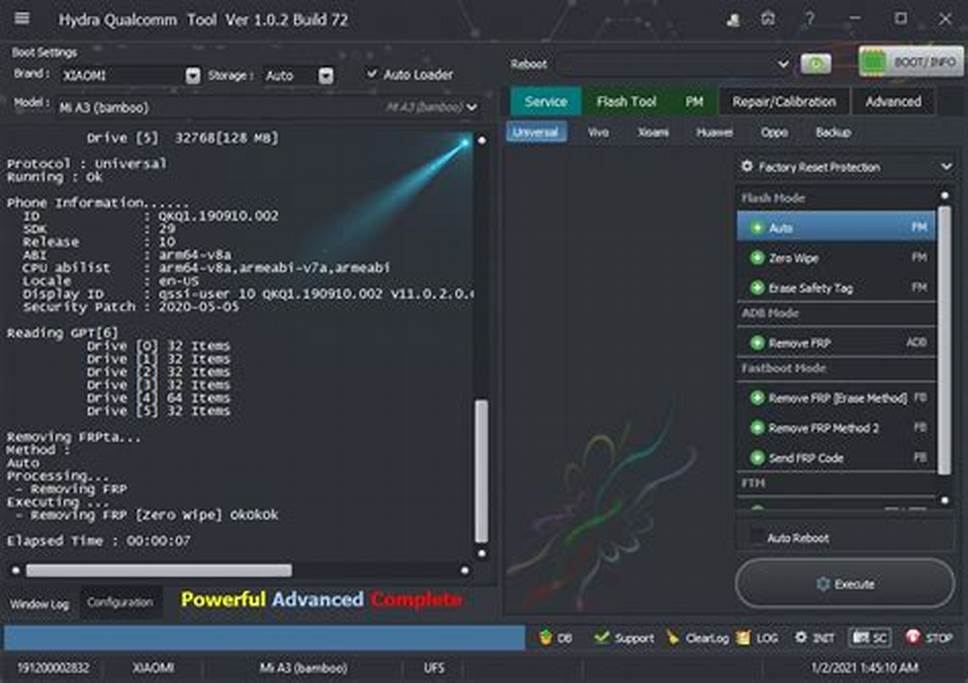 Hydra Qualcomm Tool Ver 1.0.2 Build 72
Boot Settings
Brand : XIAOMI Storage : Auto Auto Loader
Model : Mi A3 (bamboo) Mi A3 (bamboo)
Reboot BOOT/ INFO
Service Flash Tool PM Repair/Calibration Advanced
Universal Vivo Xioami Huawei Oppo Backup
Drive [5] 32768[128 MB]
Protocol : Universal
Running : Ok
Phone Information......
ID : QKQ1.190910.002
SDK : 29
Release : 10
ABI : arm64-v8a
CPU abilist : arm64-v8a,armeabi-v7a,armeabi
Locale : en-US
Display ID : qssi-user 10 QKQ1.190910.002 V11.0.2.0.
Security Patch : 2020-05-05
Reading GPT[6]
Drive [0] 32 Items
Drive [1] 32 Items
Drive [2] 32 Items
Drive [3] 32 Items
Drive [4] 64 Items
Drive [5] 32 Items
Removing FRPta...
Method :
Auto
Processing...
- Removing FRP
Executing ...
- Removing FRP [Zero Wipe] OkOkOk
Elapsed Time : 00:00:07
Factory Reset Protection
Flash Mode
Auto FM
Zero Wipe FM
Erase Safety Tag FM
ADB Mode
Remove FRP ADB
Fastboot Mode
Remove FRP [Erase Method] FB
Remove FRP Method 2 FB
Send FRP Code FB
FTM
Auto Reboot
Execute
Window Log Configuration Powerful Advanced Complete
DB Support ClearLog LOG INIT SC STOP
191200002832 XIAOMI Mi A3 (bamboo) UFS 1/2/2021 1:45:10 AM